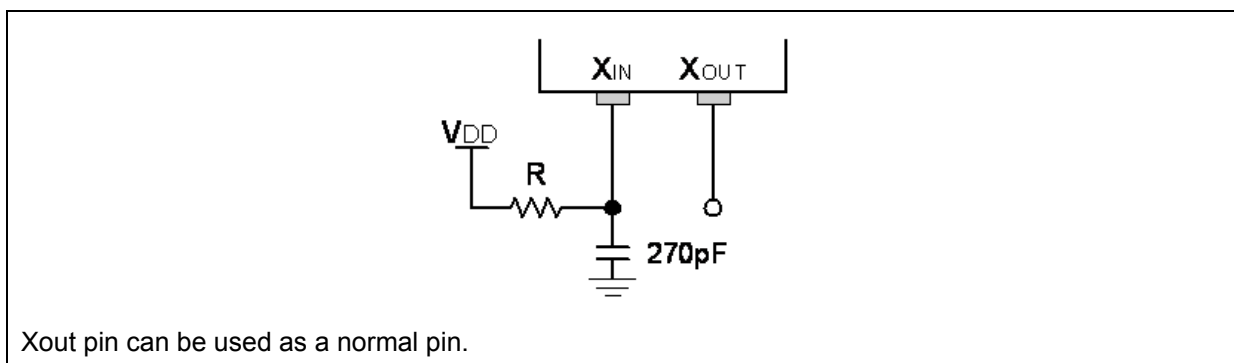 XIN XOUT
VDD
R
270pF
Xout pin can be used as a normal pin.